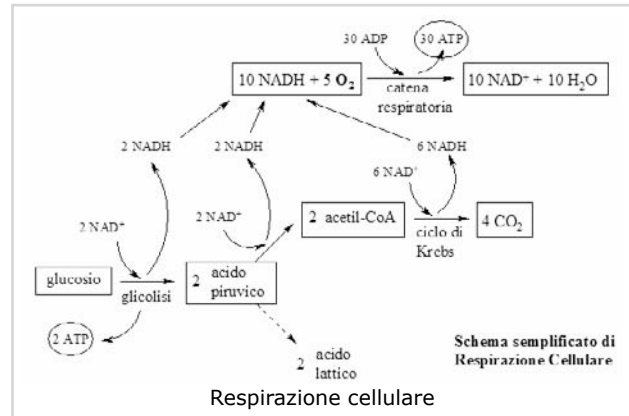 30 ADP
30 ATP
10 NADH + 5 O₂
catena
respiratoria
10 NAD⁺ + 10 H₂O
2 NADH
2 NADH
6 NADH
6 NAD⁺
2 NAD⁺
2 NAD⁺
2 acetil-CoA
ciclo di
Krebs
4 CO₂
glucosio
glicolisi
2 acido
piruvico
2 ATP
2 acido
lattico
Schema semplificato di
Respirazione Cellulare
Respirazione cellulare